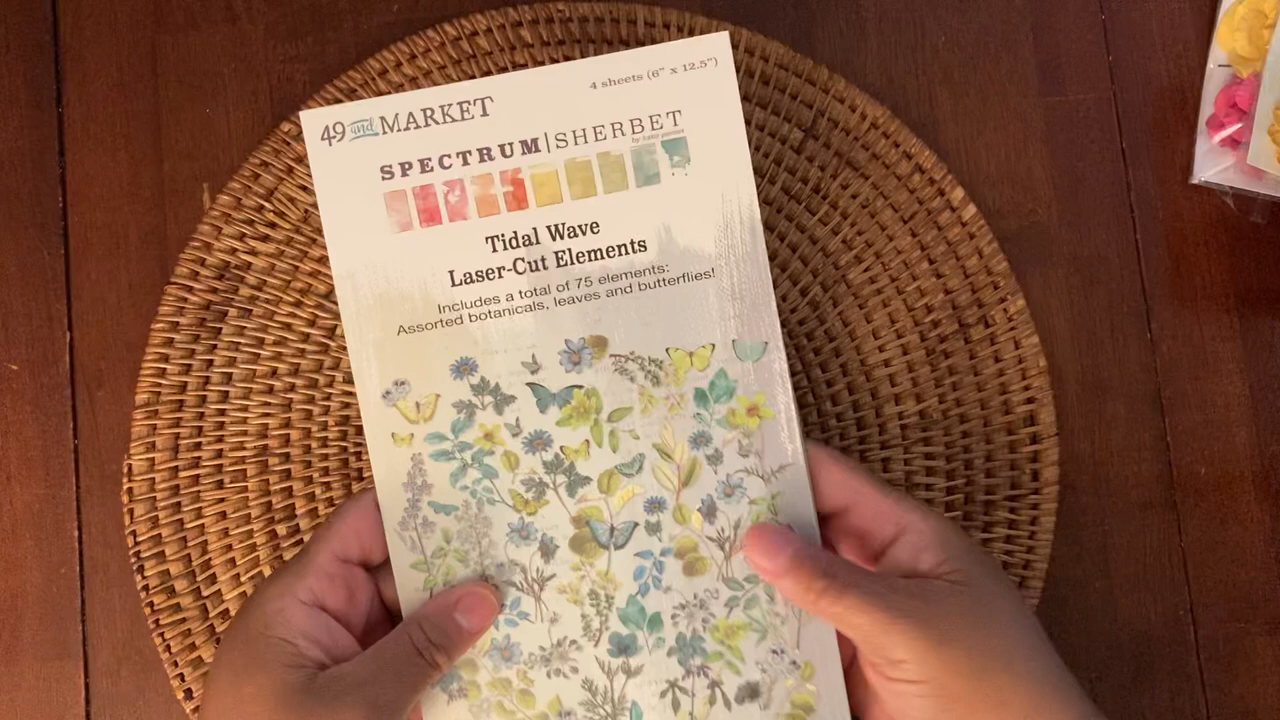 49 and MARKET
4 sheets (6" x 12.5")
SPECTRUM|SHERBET
Tidal Wave
Laser-Cut Elements
Includes a total of 75 elements:
Assorted botanicals, leaves and butterflies!